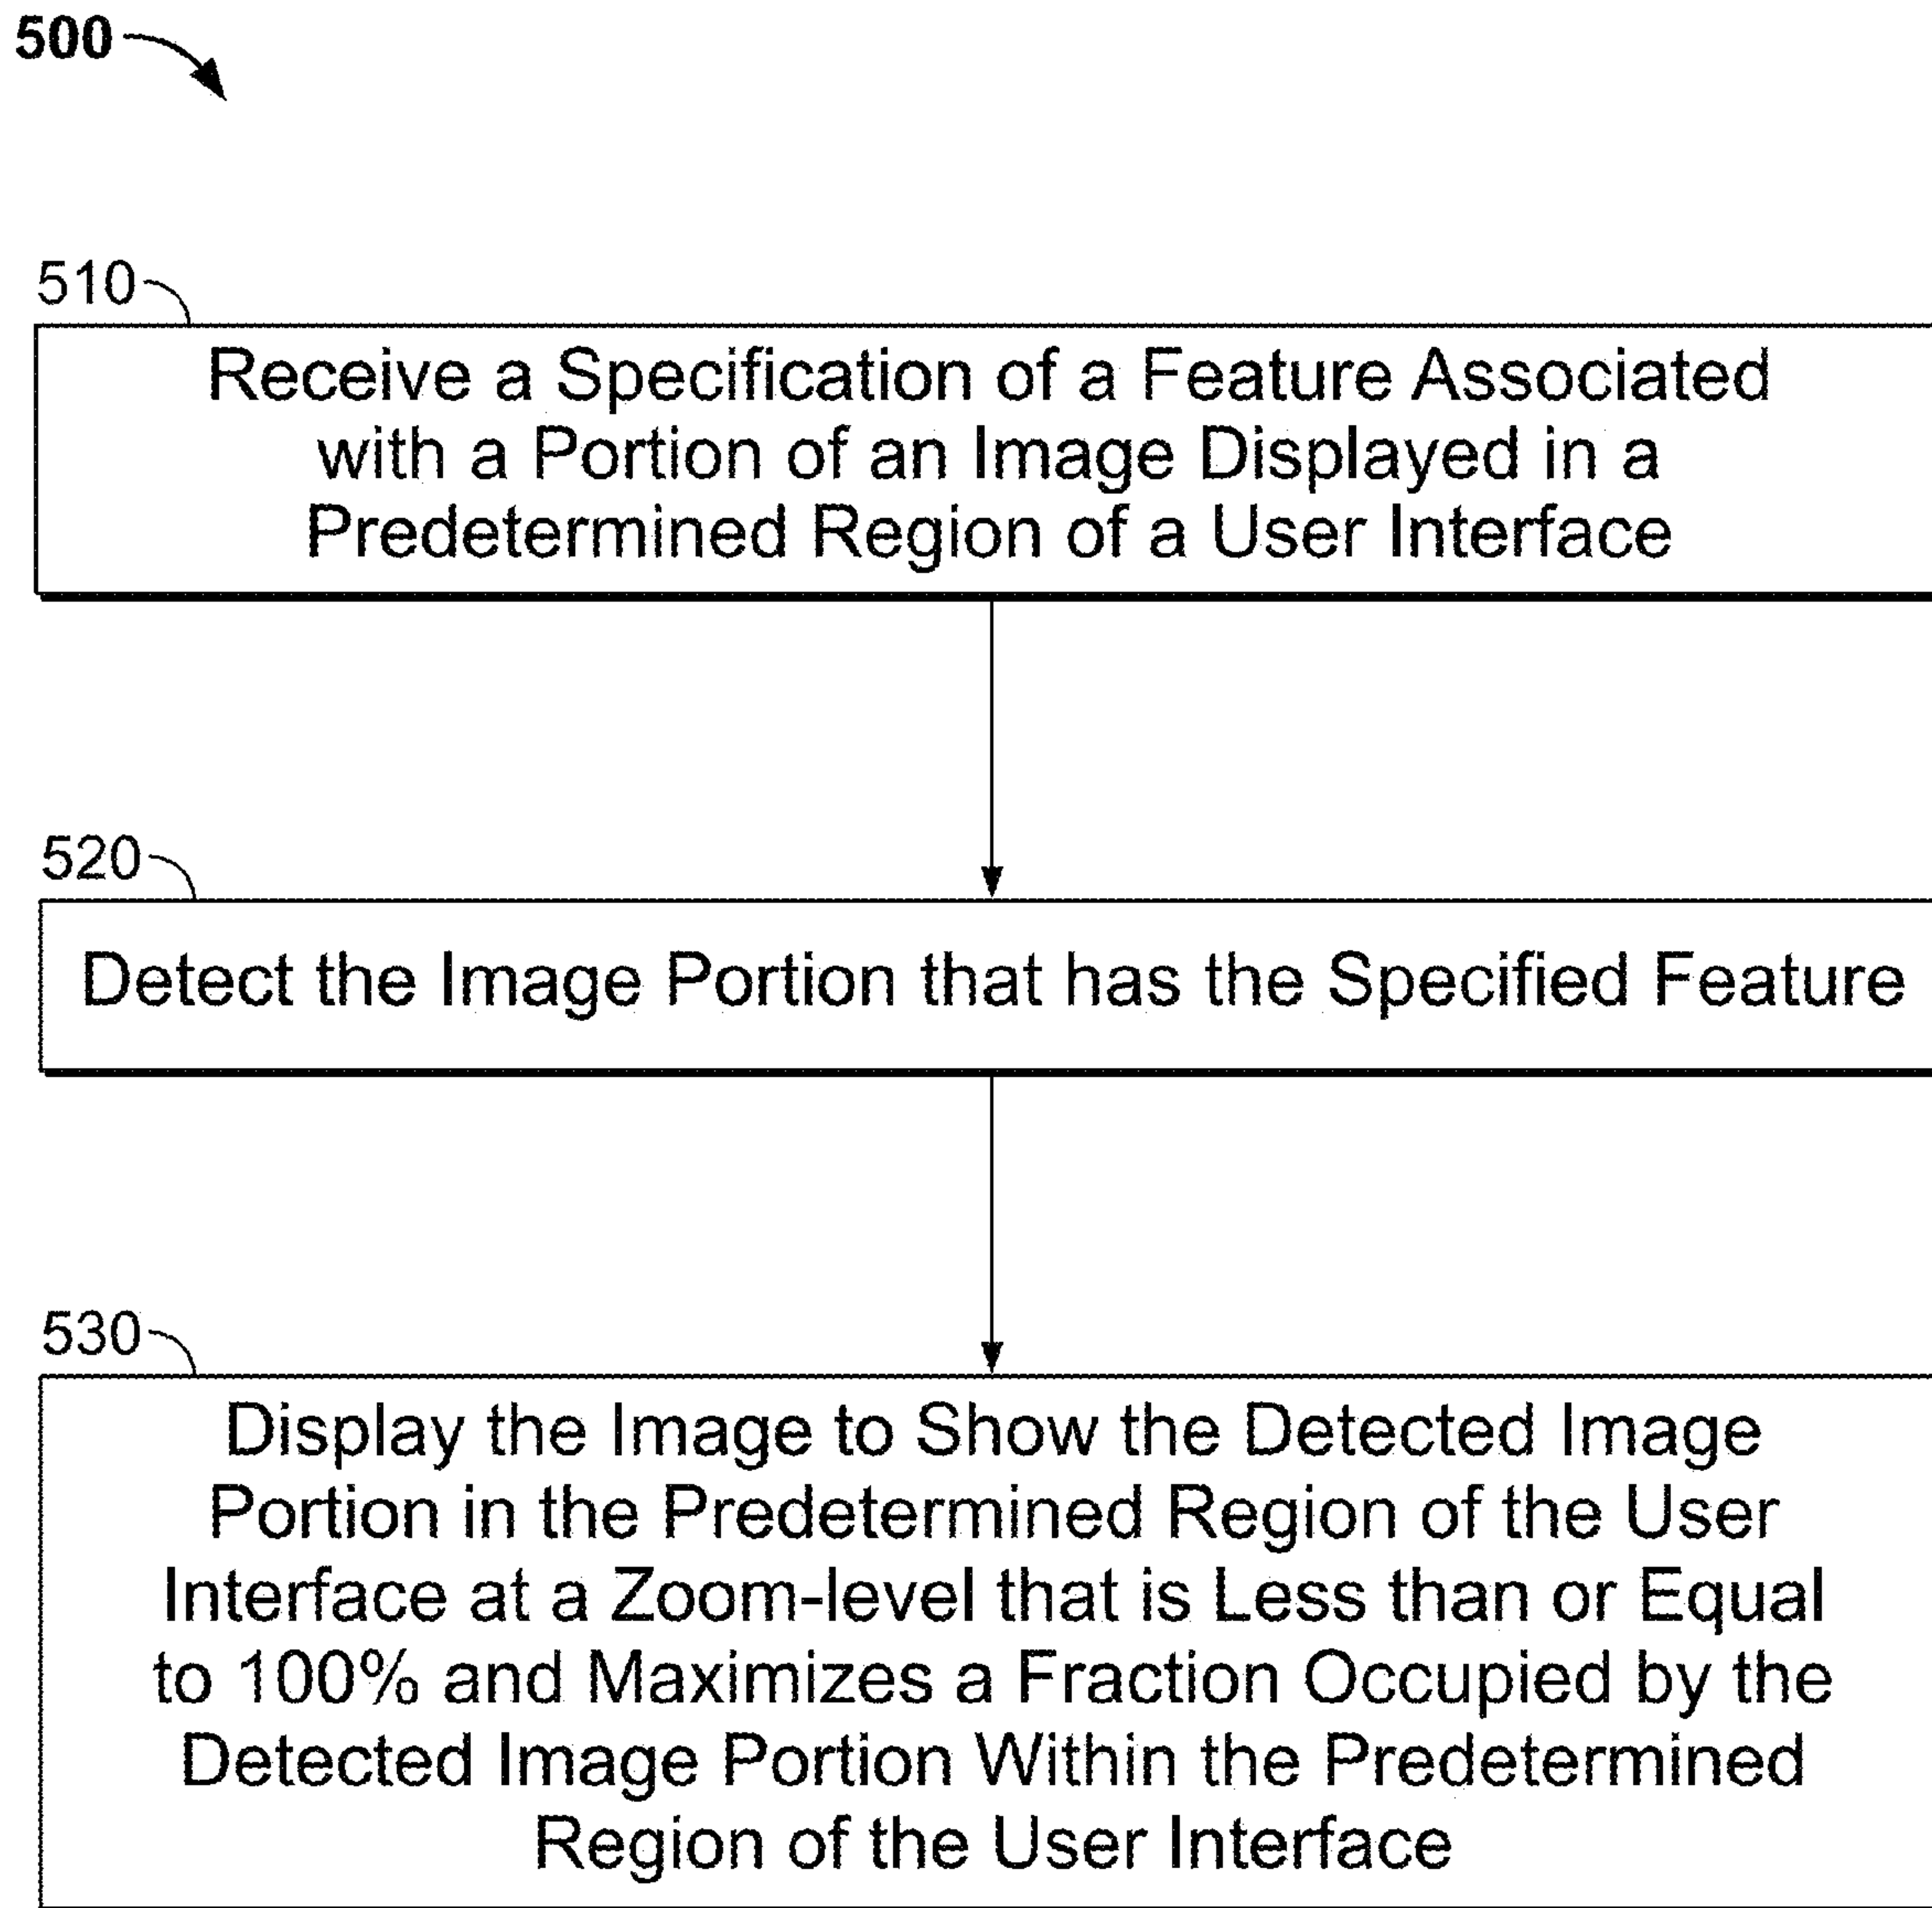 500
510
Receive a Specification of a Feature Associated
with a Portion of an Image Displayed in a
Predetermined Region of a User Interface
520
Detect the Image Portion that has the Specified Feature
530
Display the Image to Show the Detected Image
Portion in the Predetermined Region of the User
Interface at a Zoom-level that is Less than or Equal
to 100% and Maximizes a Fraction Occupied by the
Detected Image Portion Within the Predetermined
Region of the User Interface